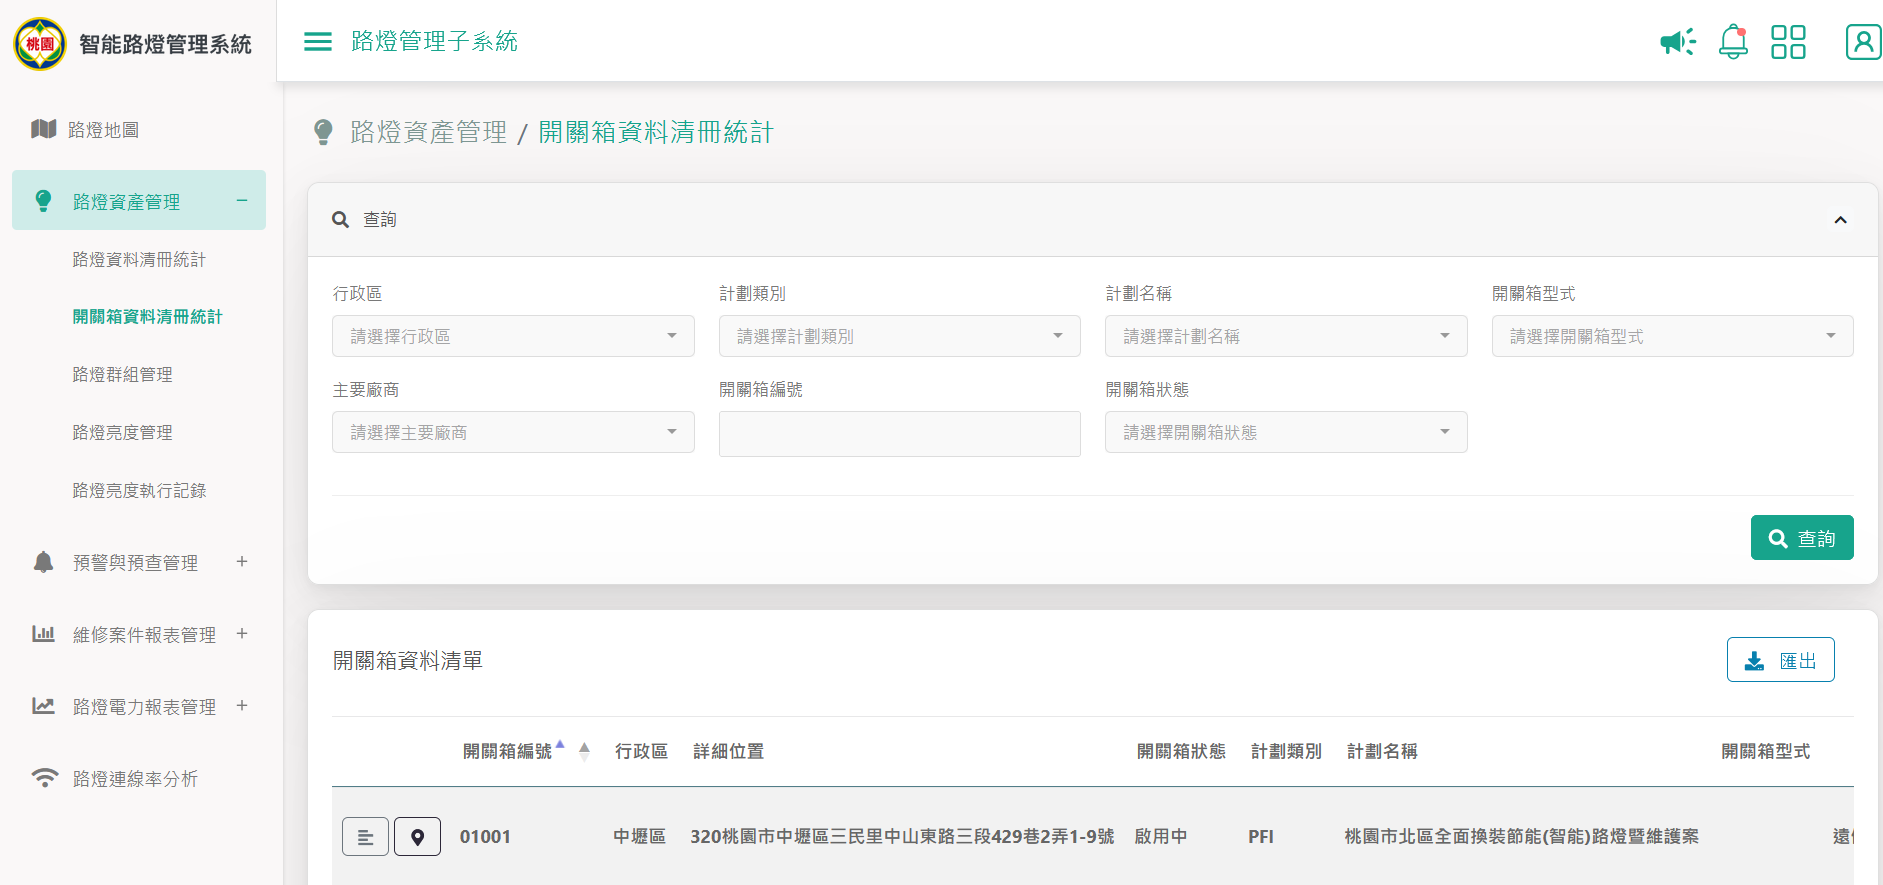 桃園
智能路燈管理系統
路燈管理子系統
路燈地圖
路燈資產管理
路燈資料清冊統計
開關箱資料清冊統計
路燈群組管理
路燈亮度管理
路燈亮度執行記錄
預警與預查管理
維修案件報表管理
路燈電力報表管理
路燈連線率分析
路燈資產管理 / 開關箱資料清冊統計
查詢
行政區 計劃類別 計劃名稱 開關箱型式
請選擇行政區 請選擇計劃類別 請選擇計劃名稱 請選擇開關箱型式
主要廠商 開關箱編號 開關箱狀態
請選擇主要廠商 請選擇開關箱狀態
查詢
開關箱資料清單
匯出
開關箱編號 行政區 詳細位置 開關箱狀態 計劃類別 計劃名稱 開關箱型式
01001 中壢區 320桃園市中壢區三民里中山東路三段429巷2弄1-9號 啟用中 PFI 桃園市北區全面換裝節能(智能)路燈暨維護案 遠